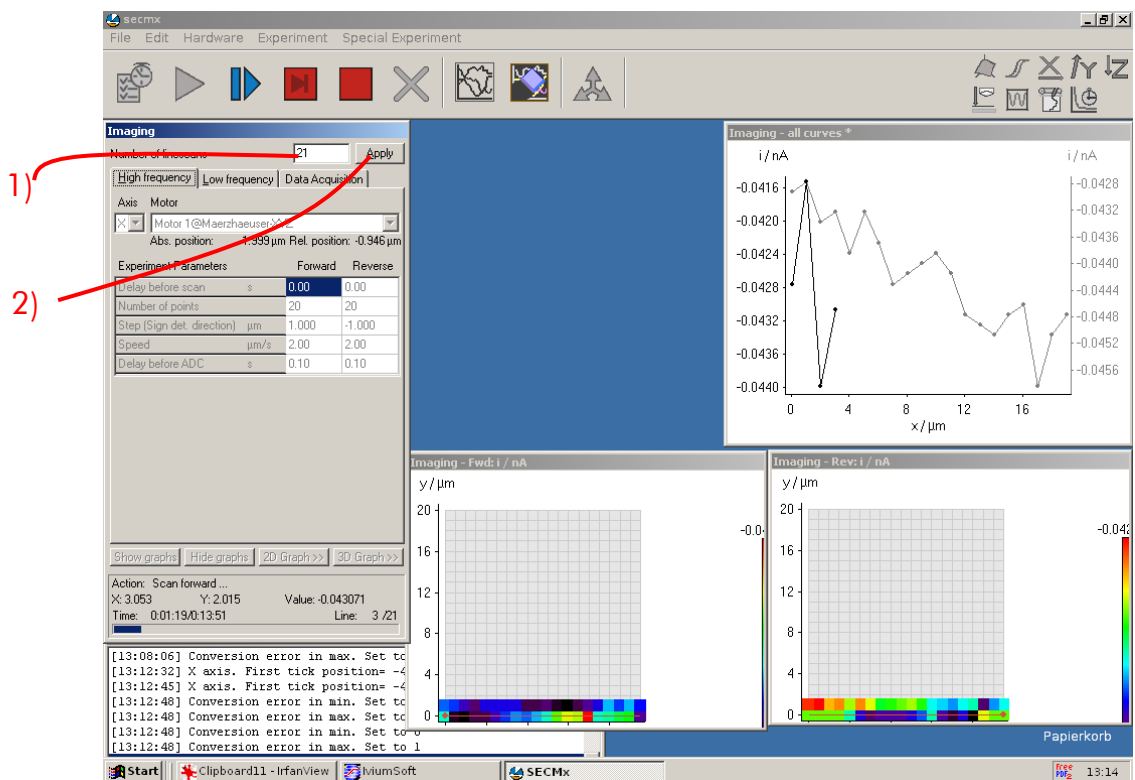 secmx
File Edit Hardware Experiment Special Experiment
Imaging
Number of linescans 21 Apply
1)
High frequency Low frequency Data Acquisition
Axis Motor
X Motor 1@Maerzhaeuser-XYZ
Abs. position: 1.999 µm Rel. position: -0.946 µm
Experiment Parameters Forward Reverse
Delay before scan s 0.00 0.00
2)
Number of points 20 20
Step (Sign det. direction) µm 1.000 -1.000
Speed µm/s 2.00 2.00
Delay before ADC s 0.10 0.10
Show graphs Hide graphs 2D Graph >> 3D Graph >>
Action: Scan forward ...
X: 3.053 Y: 2.015 Value: -0.043071
Time: 0:01:19/0:13:51 Line: 3 /21
[13:08:06] Conversion error in max. Set to
[13:12:32] X axis. First tick position= -4
[13:12:45] X axis. First tick position= -4
[13:12:48] Conversion error in min. Set to
[13:12:48] Conversion error in max. Set to
[13:12:48] Conversion error in min. Set to 0
[13:12:48] Conversion error in max. Set to 1
Imaging - all curves *
i / nA i / nA
-0.0416 -0.0428
-0.0420 -0.0432
-0.0424 -0.0436
-0.0428 -0.0440
-0.0432 -0.0444
-0.0436 -0.0448
-0.0440 -0.0452
-0.0456
0 4 8 12 16
x / µm
Imaging - Fwd: i / nA
y / µm
20
16
12
8
4
0
-0.0
Imaging - Rev: i / nA
y / µm
20
16
12
8
4
0
-0.042
Papierkorb
Start Clipboard11 - IrfanView IviumSoft SECMx Free PDF 13:14